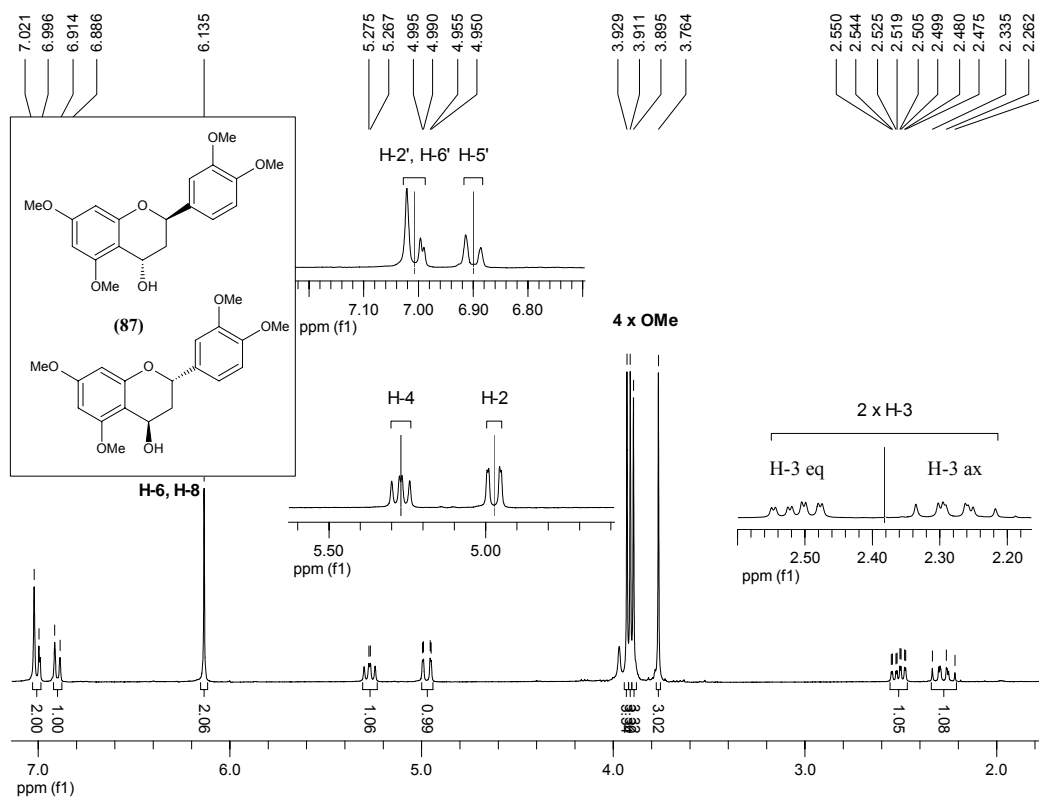 7.021
6.996
6.914
6.886
6.135
5.275
5.267
4.995
4.990
4.955
4.950
3.929
3.911
3.895
3.764
2.550
2.544
2.525
2.519
2.505
2.499
2.480
2.475
2.335
2.262
OMe
OMe
MeO
O
OMe
OH
(87)
OMe
OMe
MeO
O
OMe
OH
H-6, H-8
H-2', H-6' H-5'
7.10 7.00 6.90 6.80
ppm (f1)
4 x OMe
H-4 H-2
5.50 5.00
ppm (f1)
2 x H-3
H-3 eq H-3 ax
2.50 2.40 2.30 2.20
ppm (f1)
2.00
1.00
2.06
1.06
0.99
3.02
1.05
1.08
7.0 6.0 5.0 4.0 3.0 2.0
ppm (f1)